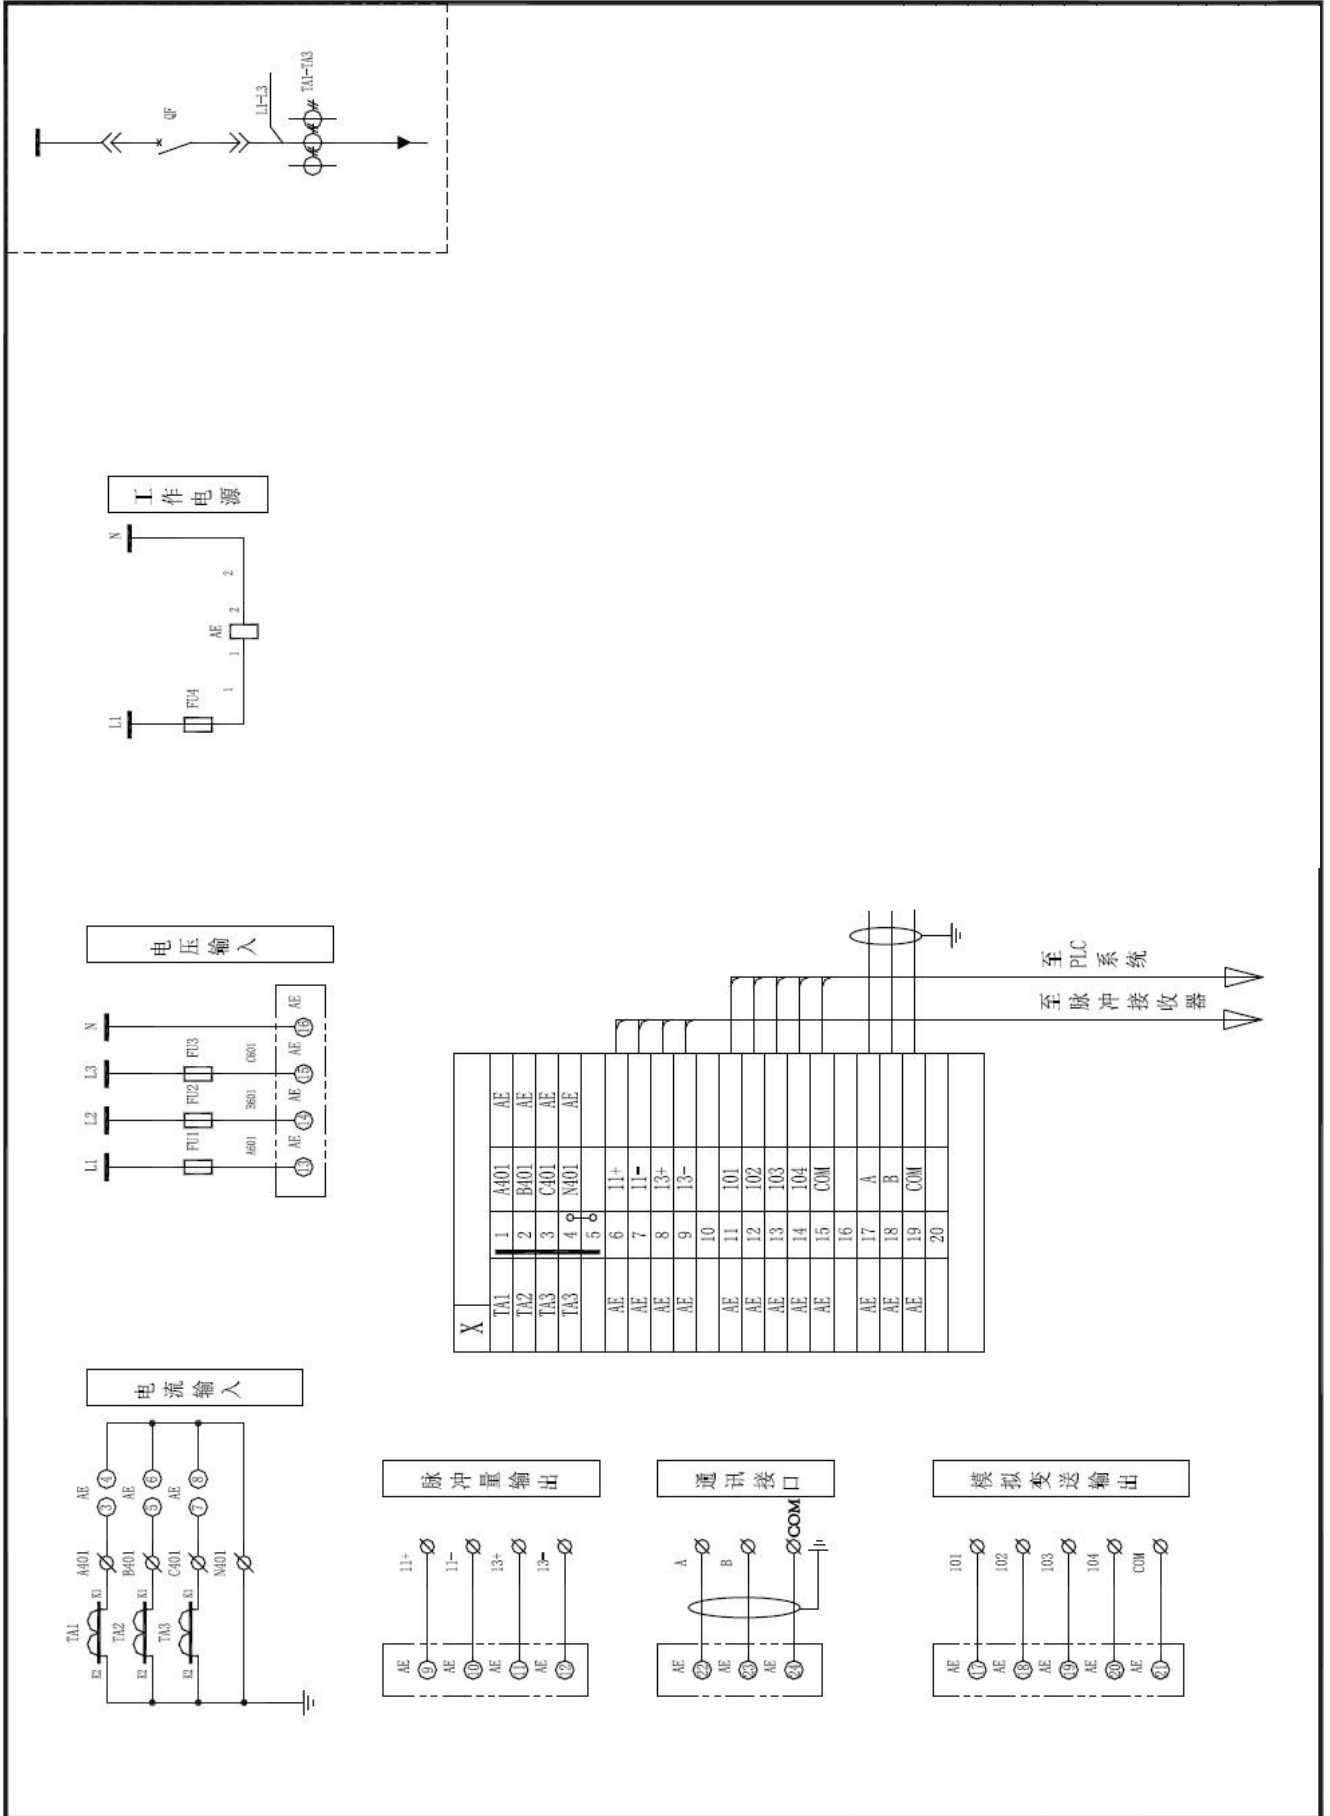 TA1
K2 K1
A401
AE
3 4
TA2
K2 K1
B401
AE
5 6
TA3
K2 K1
C401
AE
7 8
N401
电流输入
L1 L2 L3 N
FU1 FU2 FU3
A601 B601 C601
AE AE AE AE
13 14 15 16
电压输入
L1 N
FU4
AE
1 1 2 2
工作电源
QF
L1-L3
TA1-TA3
AE 9 11+
AE 10 11-
AE 11 13+
AE 12 13-
脉冲量输出
AE 22 A
AE 23 B
AE 24 COM
通讯接口
AE 17 101
AE 18 102
AE 19 103
AE 20 104
AE 21 COM
模拟变送输出
X
TA1 1 A401 AE
TA2 2 B401 AE
TA3 3 C401 AE
TA3 4 N401 AE
5
AE 6 11+
AE 7 11-
AE 8 13+
AE 9 13-
10
AE 11 101
AE 12 102
AE 13 103
AE 14 104
AE 15 COM
16
AE 17 A
AE 18 B
AE 19 COM
20
至脉冲接收器
至PLC系统